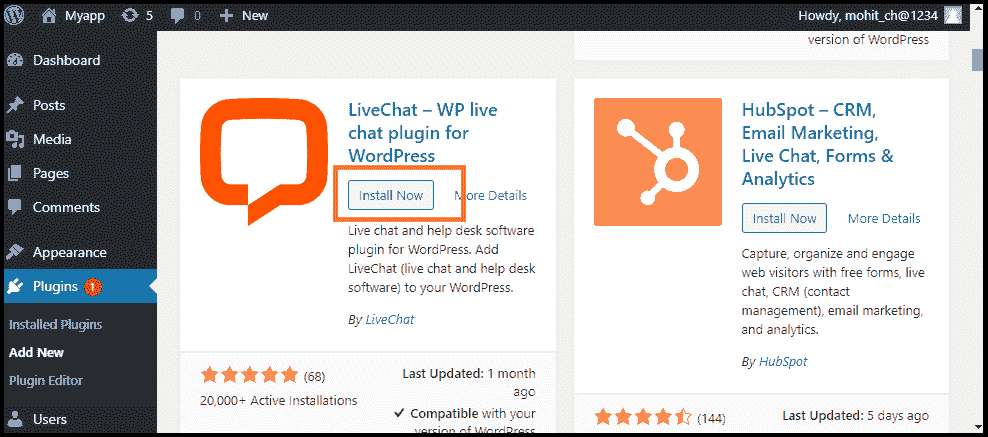 Myapp 5 0 New Howdy, mohit_ch@1234
Dashboard
Posts
Media
Pages
Comments
Appearance
Plugins 1
Installed Plugins
Add New
Plugin Editor
Users
version of WordPress
LiveChat – WP live
chat plugin for
WordPress
Install Now More Details
Live chat and help desk software
plugin for WordPress. Add
LiveChat (live chat and help desk
software) to your WordPress.
By LiveChat
(68)
20,000+ Active Installations
Last Updated: 1 month
ago
Compatible with your
version of WordPress
HubSpot – CRM,
Email Marketing,
Live Chat, Forms &
Analytics
Install Now More Details
Capture, organize and engage
web visitors with free forms, live
chat, CRM (contact
management), email marketing,
and analytics.
By HubSpot
(144)
Last Updated: 5 days ago